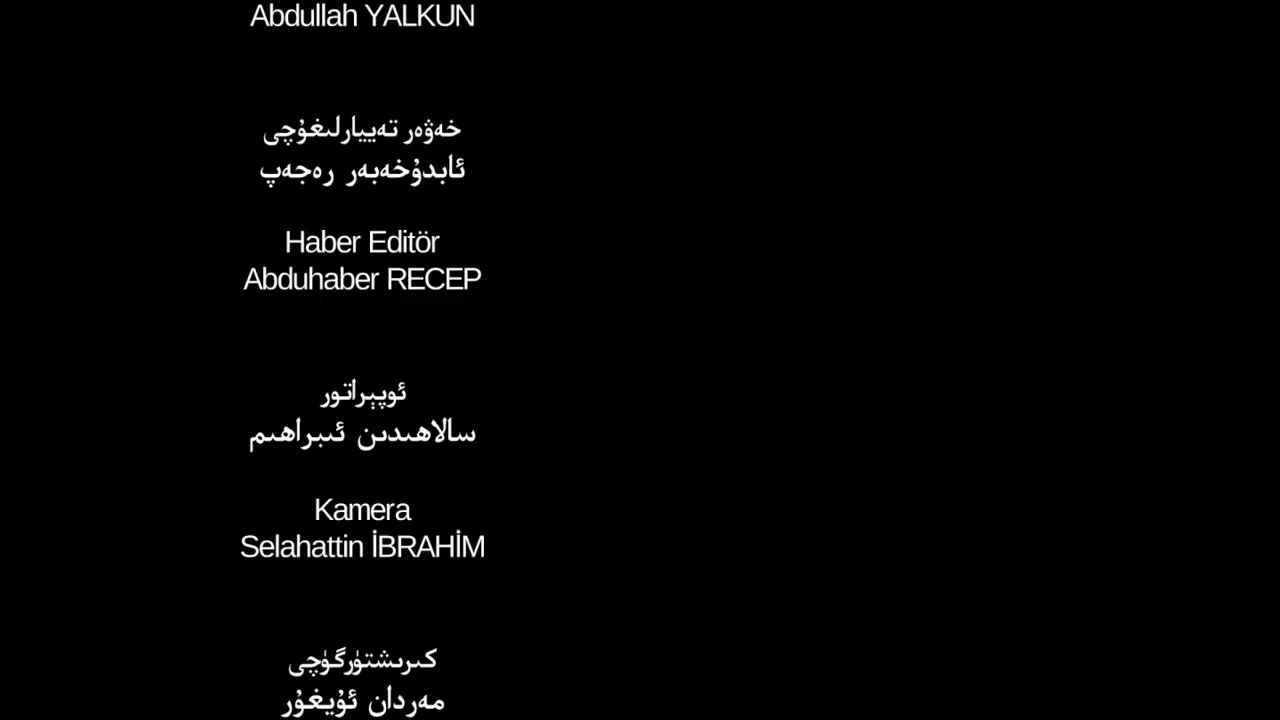 Abdullah YALKUN
خەۋەر تەييارلىغۇچى
ئابدۇخەبەر رەجەپ
Haber Editör
Abduhaber RECEP
ئوپېراتور
سالاھىدىن ئىبراھىم
Kamera
Selahattin İBRAHİM
كىرىشتۈرگۈچى
مەردان ئۇيغۇر